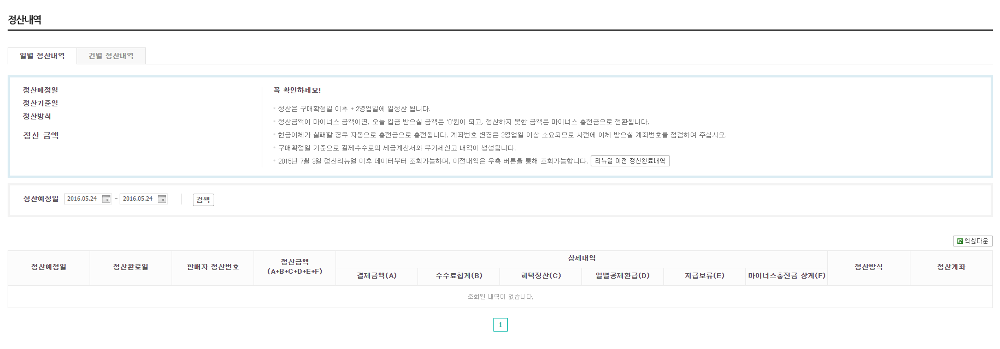 정산내역
일별 정산내역 건별 정산내역
정산예정일
정산기준일
정산방식
정산 금액
꼭 확인하세요!
정산은 구매확정일 이후 + 2영업일에 일정산 됩니다.
정산금액이 마이너스 금액이면, 오늘 입금 받으실 금액은 '0'원이 되고, 정산하지 못한 금액은 마이너스 충전금으로 전환됩니다.
현금이체가 실패할 경우 자동으로 충전금으로 충전됩니다. 계좌번호 변경은 2영업일 이상 소요되므로 사전에 이체 받으실 계좌번호를 점검하여 주십시오.
구매확정일 기준으로 결제수수료의 세금계산서와 부가세신고 내역이 생성됩니다.
2015년 7월 3일 정산리뉴얼 이후 데이터부터 조회가능하며, 이전내역은 우측 버튼을 통해 조회가능합니다. 리뉴얼 이전 정산완료내역
정산예정일 2016.05.24 - 2016.05.24 검색
엑셀다운
정산예정일 정산완료일 판매자 정산번호 정산금액 (A+B+C+D+E+F) 상세내역 정산방식 정산계좌
결제금액(A) 수수료합계(B) 혜택정산(C) 일별공제환급(D) 지급보류(E) 마이너스충전금 상계(F)
조회된 내역이 없습니다.
1